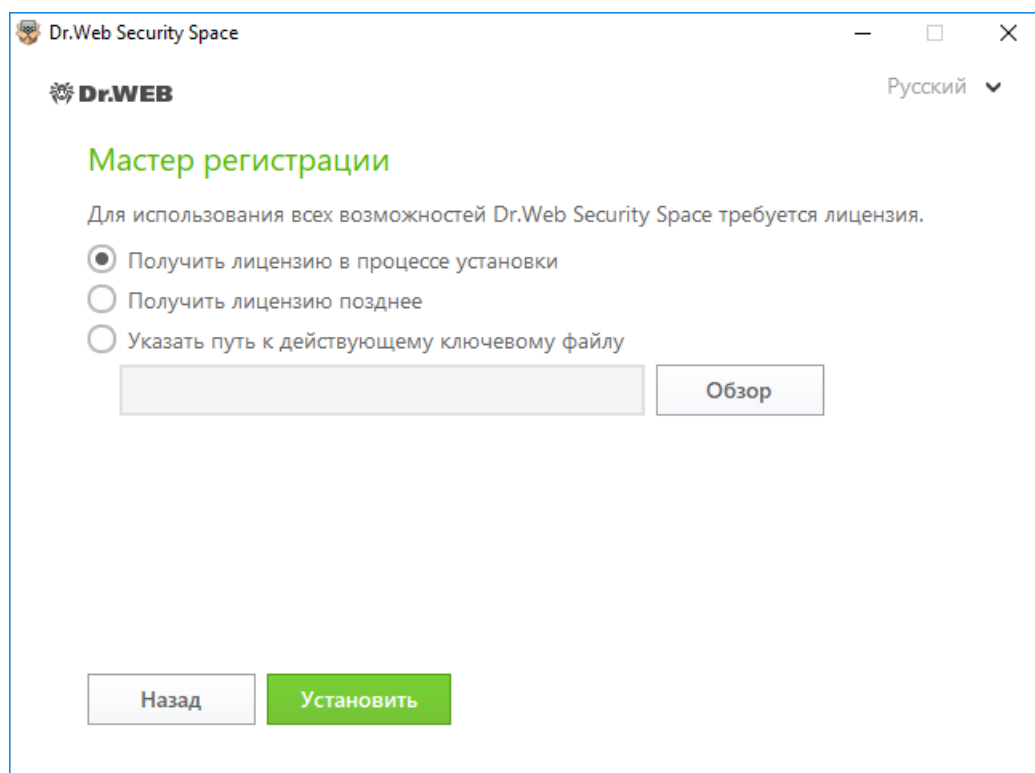 Dr.Web Security Space
Dr.WEB
Русский
Мастер регистрации
Для использования всех возможностей Dr.Web Security Space требуется лицензия.
Получить лицензию в процессе установки
Получить лицензию позднее
Указать путь к действующему ключевому файлу
Обзор
Назад
Установить